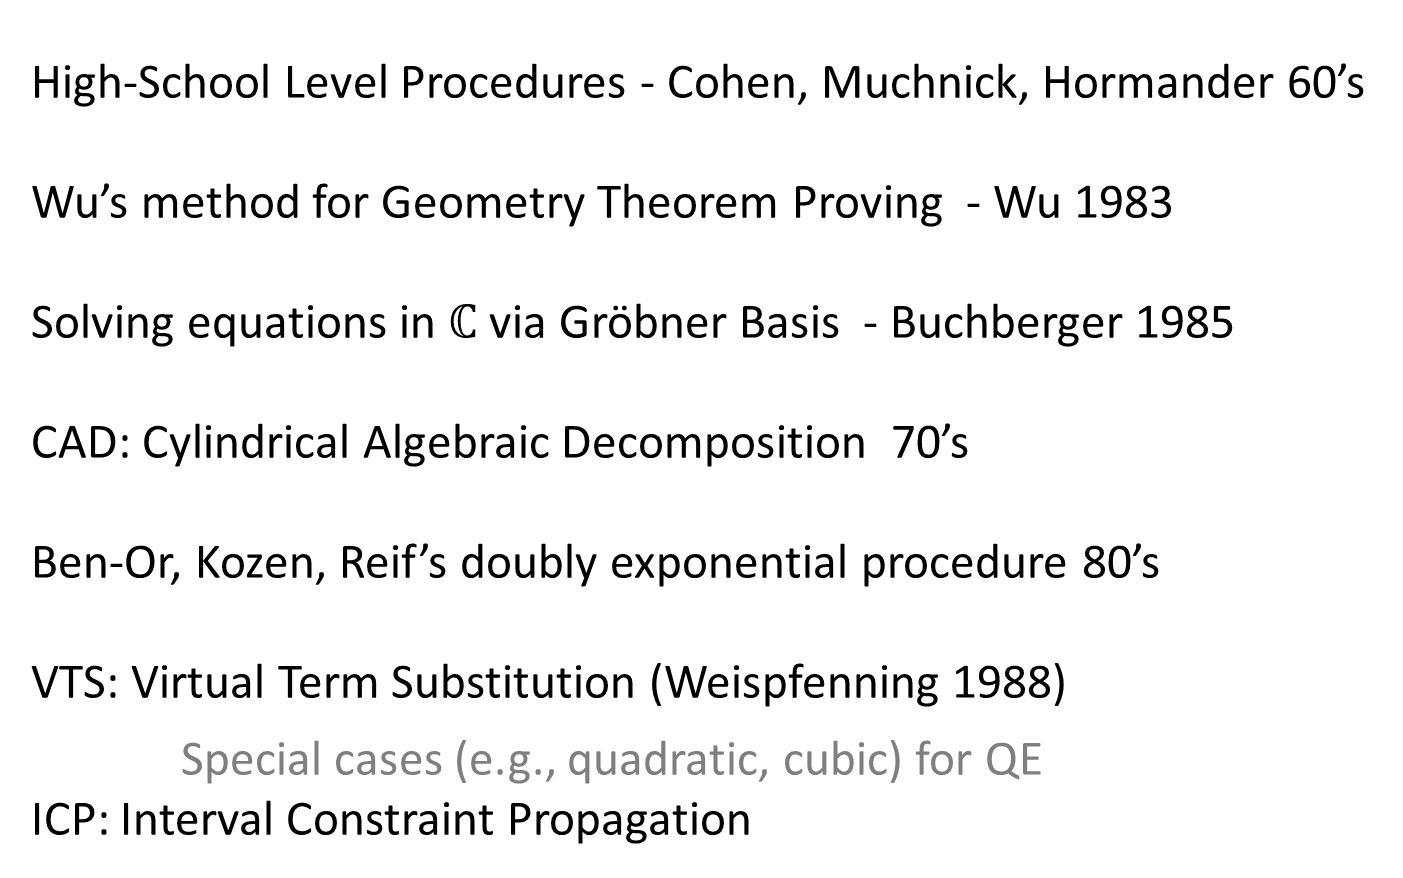 High-School Level Procedures - Cohen, Muchnick, Hormander 60’s
Wu’s method for Geometry Theorem Proving - Wu 1983
Solving equations in ℂ via Gröbner Basis - Buchberger 1985
CAD: Cylindrical Algebraic Decomposition 70’s
Ben-Or, Kozen, Reif’s doubly exponential procedure 80’s
VTS: Virtual Term Substitution (Weispfenning 1988)
Special cases (e.g., quadratic, cubic) for QE
ICP: Interval Constraint Propagation